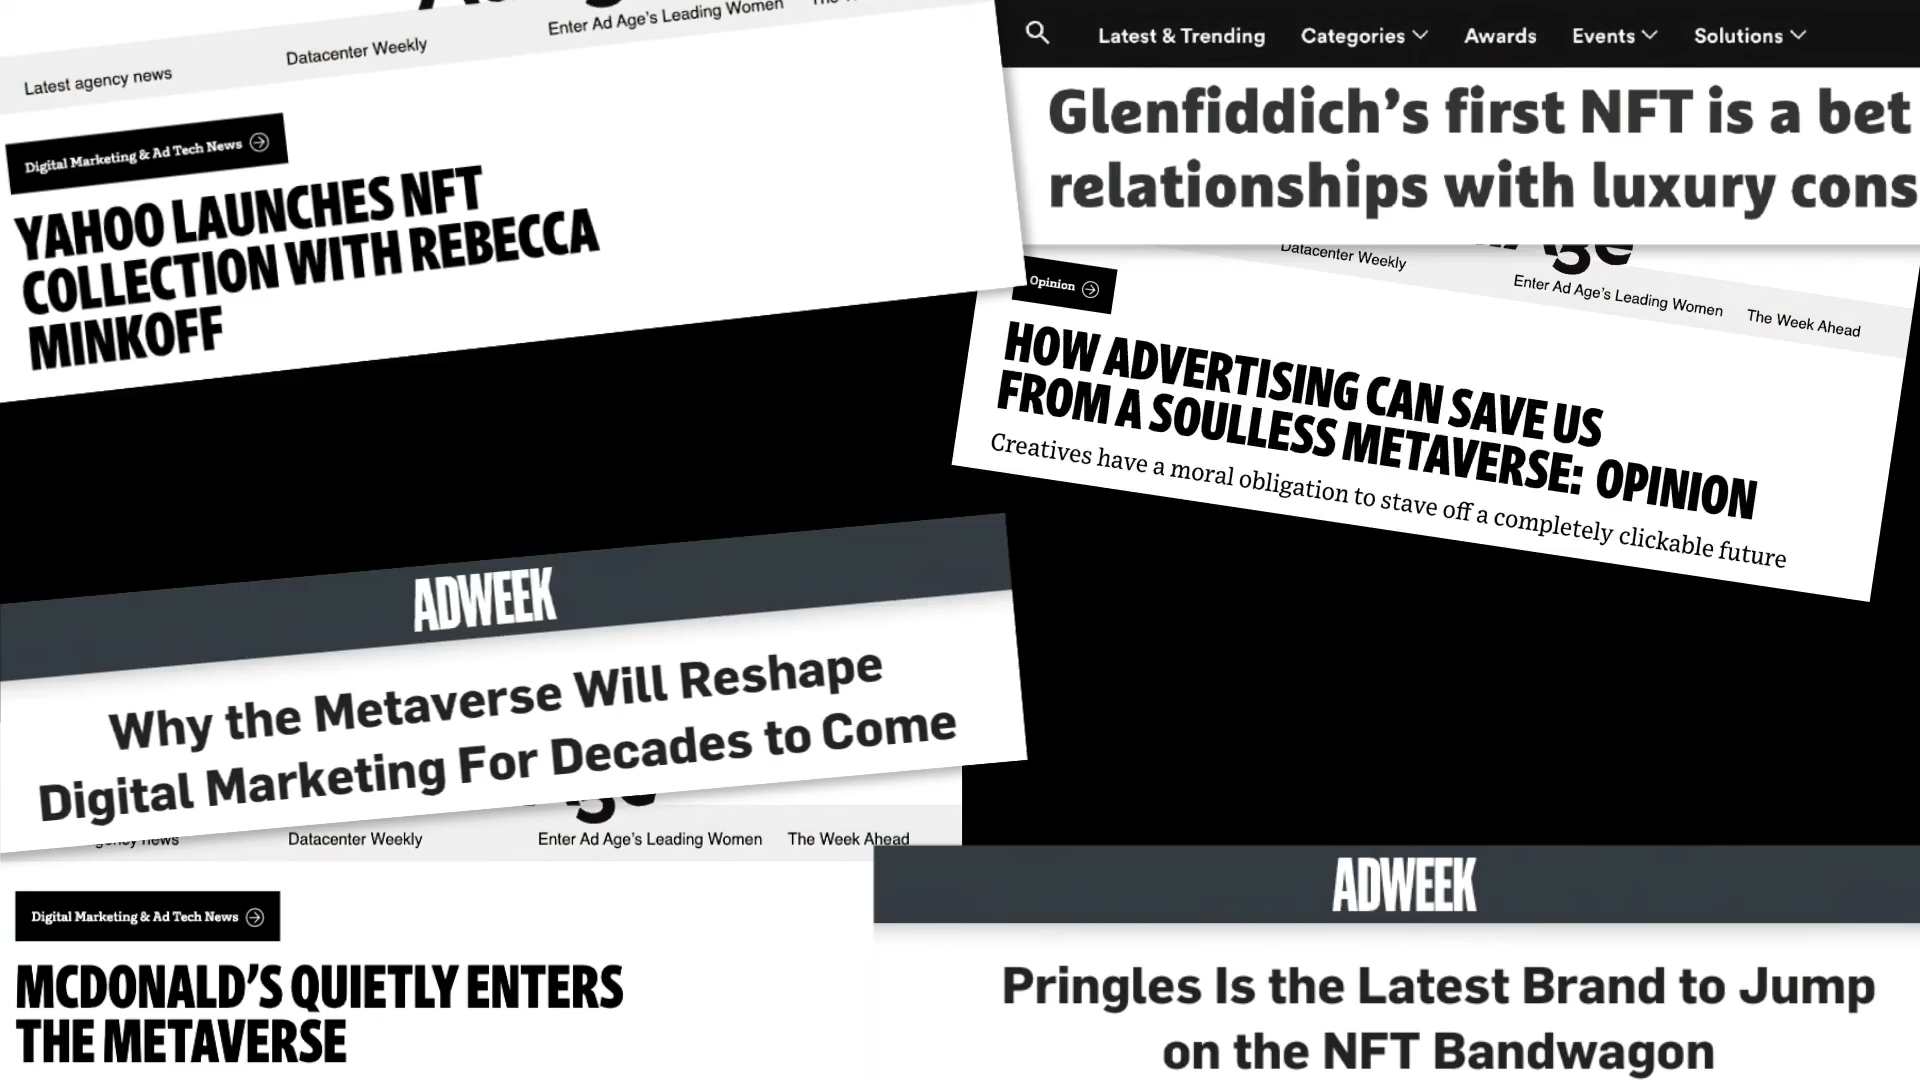 Enter Ad Age's Leading Women
Datacenter Weekly
Latest agency news
Digital Marketing & Ad Tech News
YAHOO LAUNCHES NFT
COLLECTION WITH REBECCA
MINKOFF
Latest & Trending Categories Awards Events Solutions
Glenfiddich's first NFT is a bet
relationships with luxury cons
Datacenter Weekly
Enter Ad Age's Leading Women The Week Ahead
Opinion
HOW ADVERTISING CAN SAVE US
FROM A SOULLESS METAVERSE: OPINION
Creatives have a moral obligation to stave off a completely clickable future
ADWEEK
Why the Metaverse Will Reshape
Digital Marketing For Decades to Come
agency news Datacenter Weekly Enter Ad Age's Leading Women The Week Ahead
Digital Marketing & Ad Tech News
MCDONALD'S QUIETLY ENTERS
THE METAVERSE
ADWEEK
Pringles Is the Latest Brand to Jump
on the NFT Bandwagon